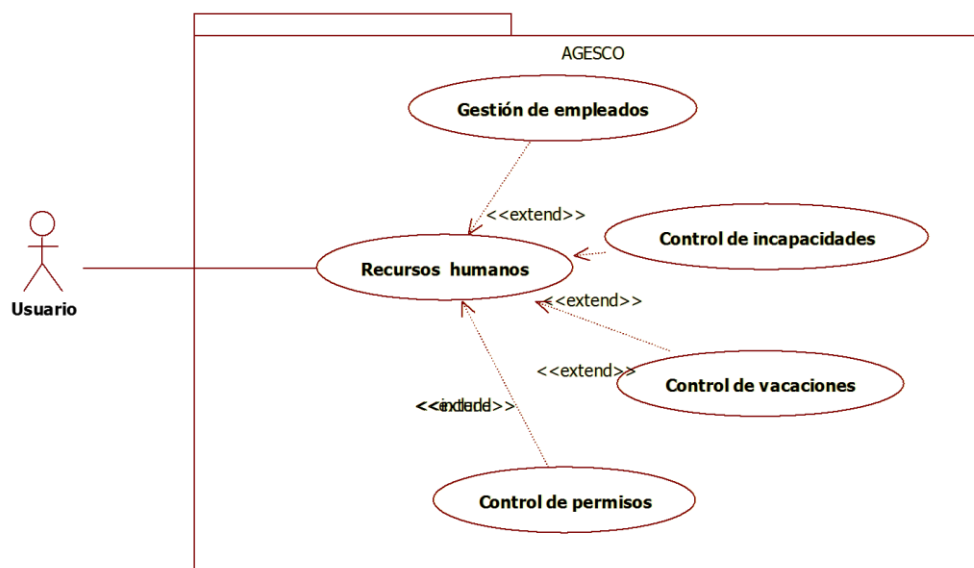 AGESCO
Gestión de empleados
<<extend>>
Control de incapacidades
Recursos humanos
<<extend>>
Usuario
<<extend>>
Control de vacaciones
Control de permisos